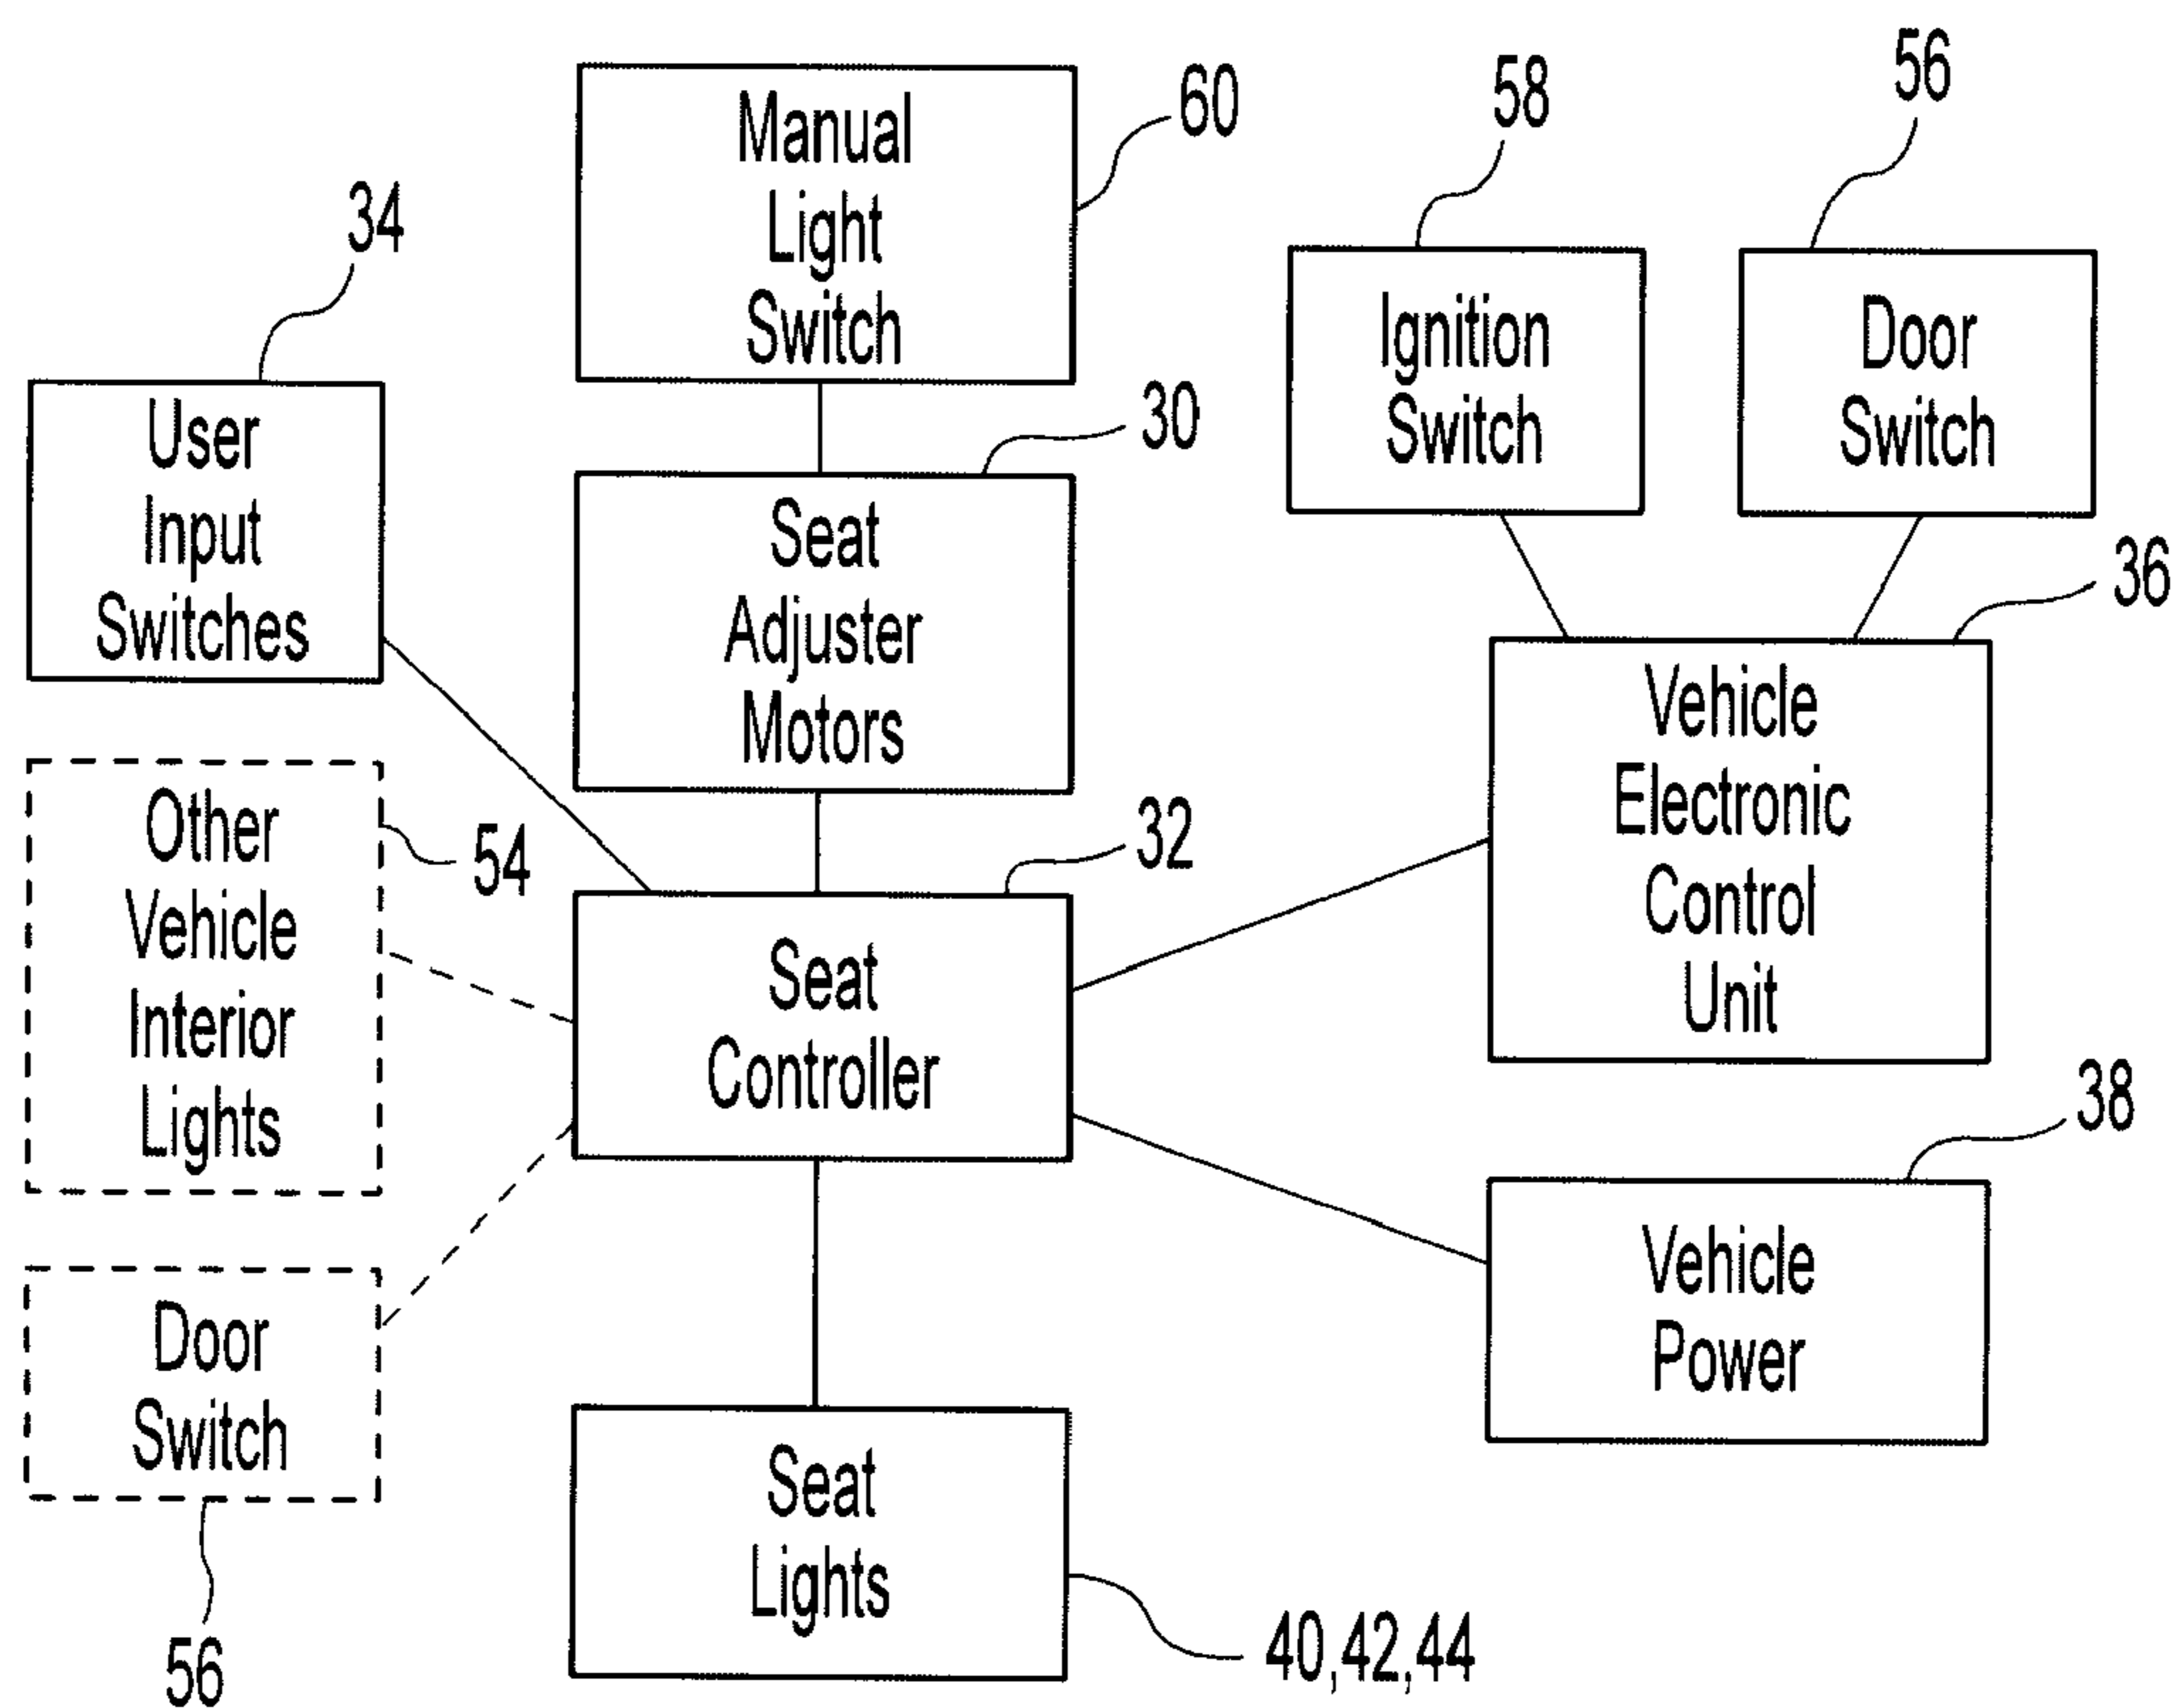 Manual
Light
Switch
60
58
56
34
Ignition
Switch
Door
Switch
User
Input
Switches
30
Seat
Adjuster
Motors
36
Vehicle
Electronic
Control
Unit
Other
Vehicle
Interior
Lights
54
32
Seat
Controller
38
Vehicle
Power
Door
Switch
56
Seat
Lights
40,42,44